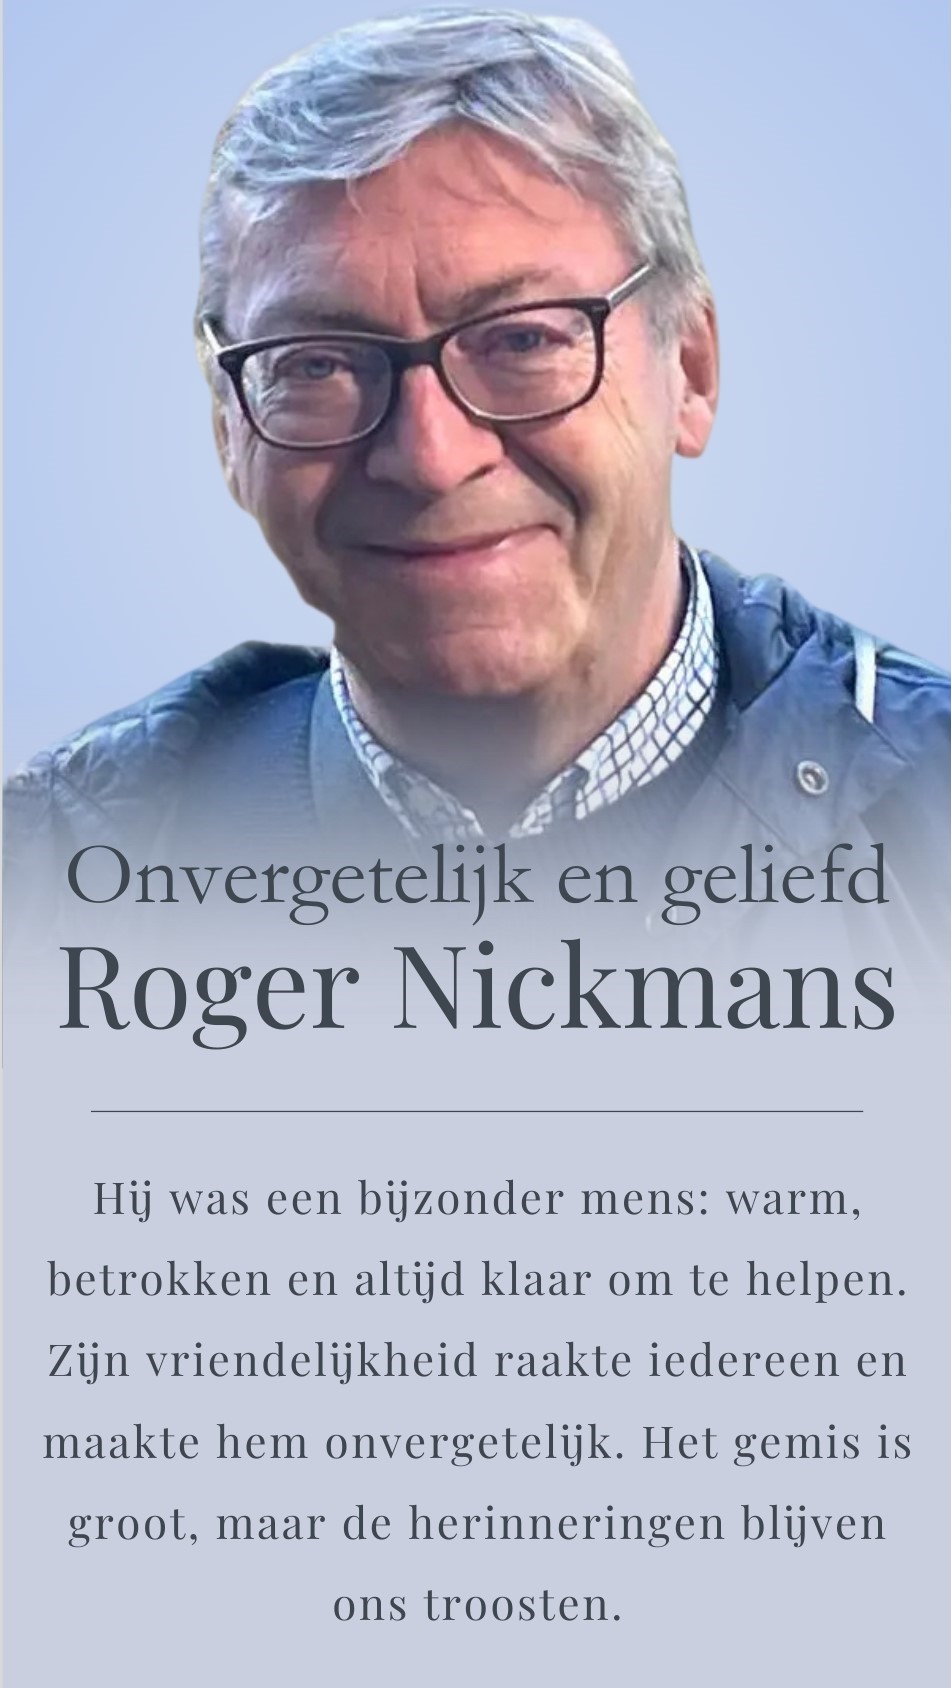 Onvergetelijk en geliefd
Roger Nickmans
Hij was een bijzonder mens: warm,
betrokken en altijd klaar om te helpen.
Zijn vriendelijkheid raakte iedereen en
maakte hem onvergetelijk. Het gemis is
groot, maar de herinneringen blijven
ons troosten.